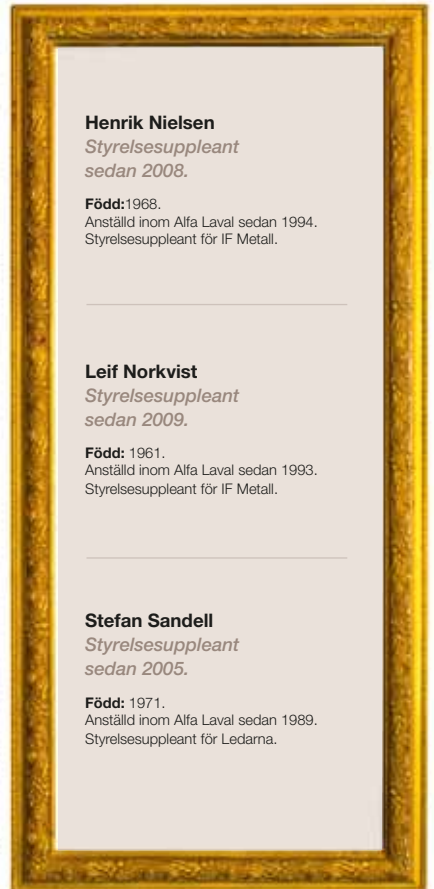 Henrik Nielsen
Styrelsesuppleant
sedan 2008.
Född:1968.
Anställd inom Alfa Laval sedan 1994.
Styrelsesuppleant för IF Metall.
Leif Norkvist
Styrelsesuppleant
sedan 2009.
Född: 1961.
Anställd inom Alfa Laval sedan 1993.
Styrelsesuppleant för IF Metall.
Stefan Sandell
Styrelsesuppleant
sedan 2005.
Född: 1971.
Anställd inom Alfa Laval sedan 1989.
Styrelsesuppleant för Ledarna.